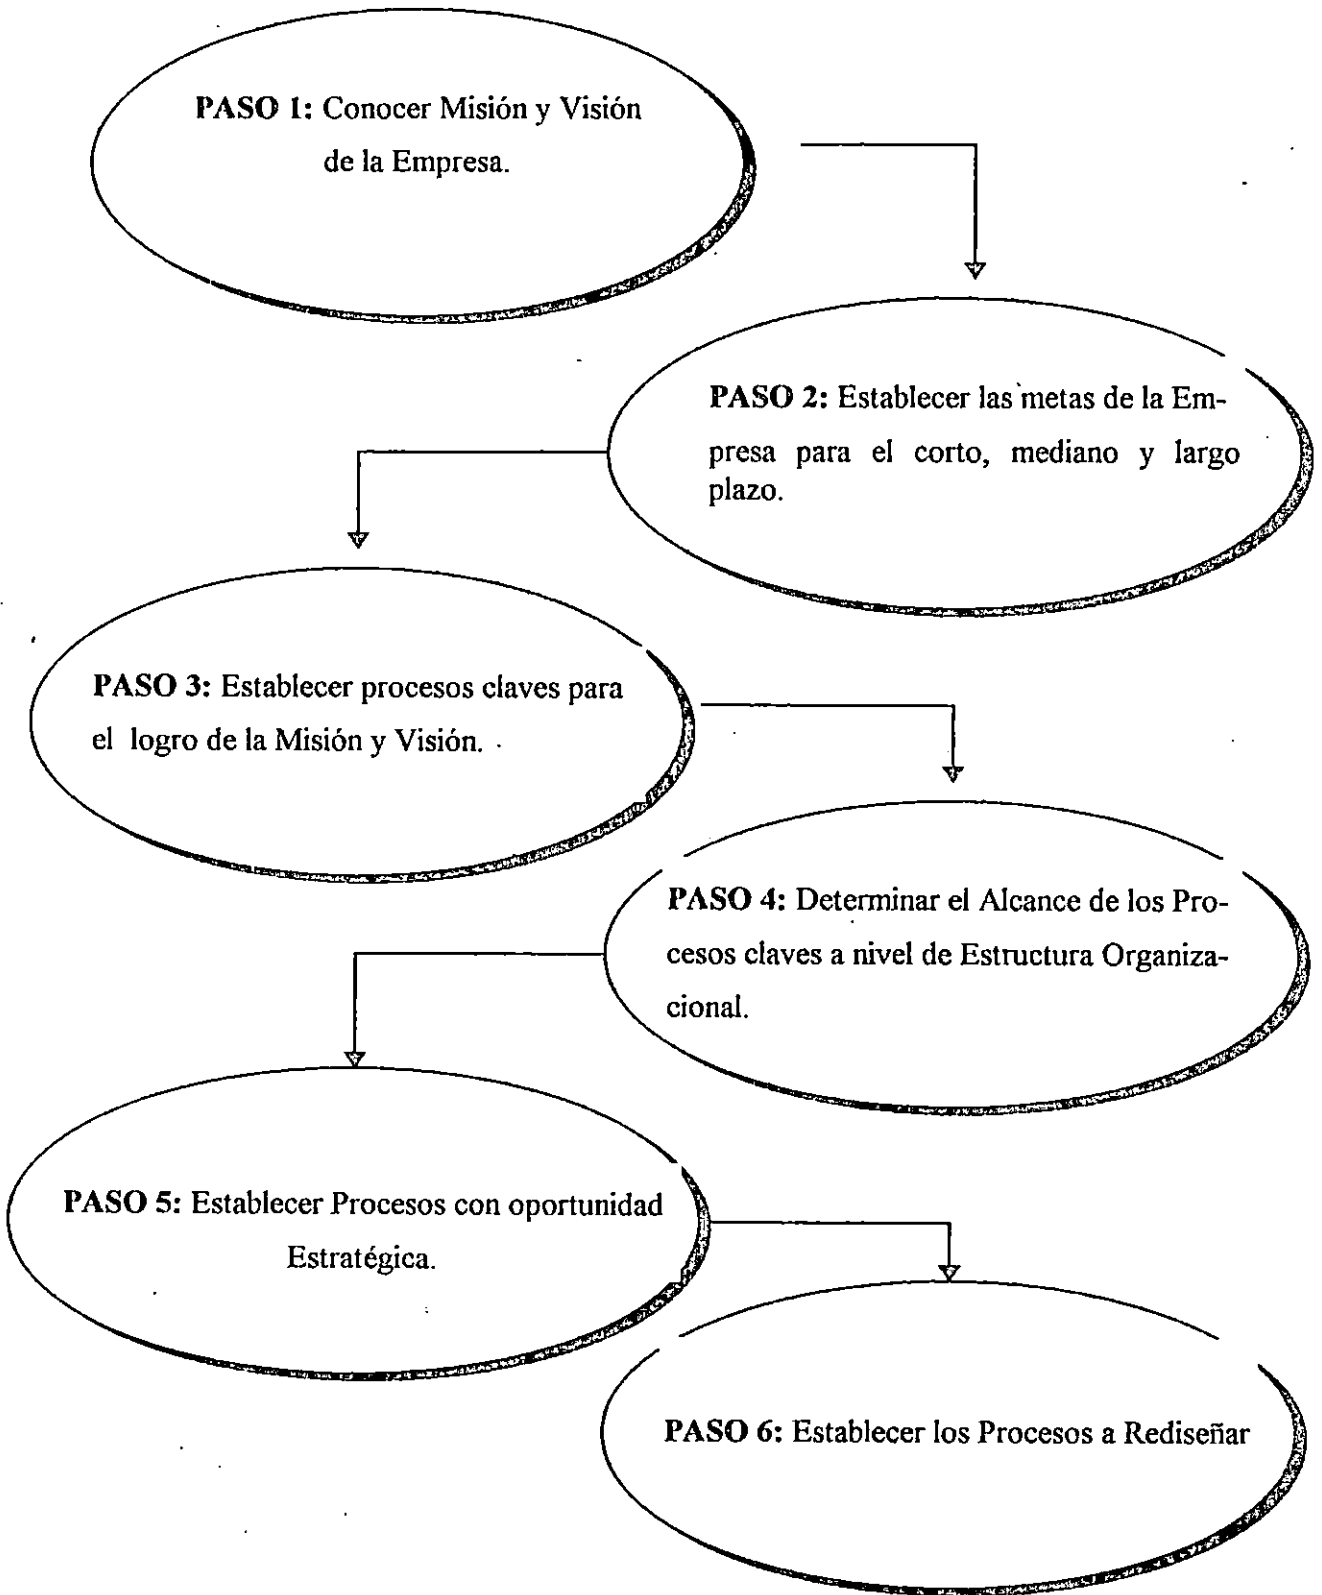 PASO 1: Conocer Misión y Visión
de la Empresa.
PASO 2: Establecer las metas de la Em-
presa para el corto, mediano y largo
plazo.
PASO 3: Establecer procesos claves para
el logro de la Misión y Visión.
PASO 4: Determinar el Alcance de los Pro-
cesos claves a nivel de Estructura Organiza-
cional.
PASO 5: Establecer Procesos con oportunidad
Estratégica.
PASO 6: Establecer los Procesos a Rediseñar